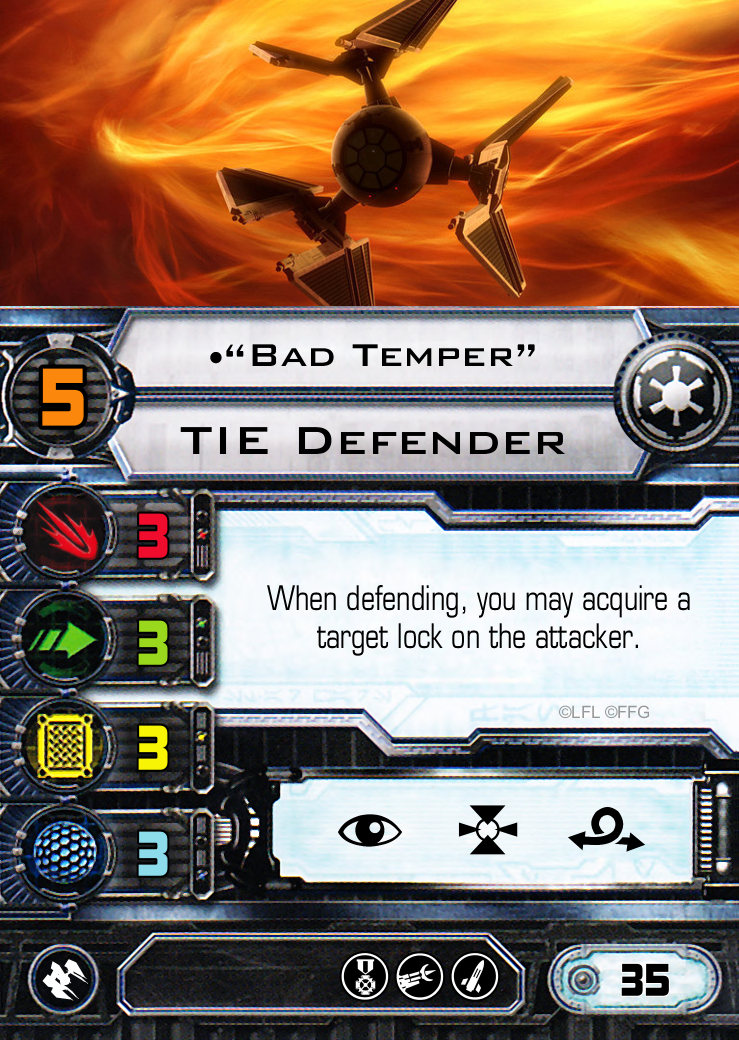 •“Bad Temper”
5
TIE Defender
3
When defending, you may acquire a
target lock on the attacker.
3
©LFL ©FFG
3
3
35